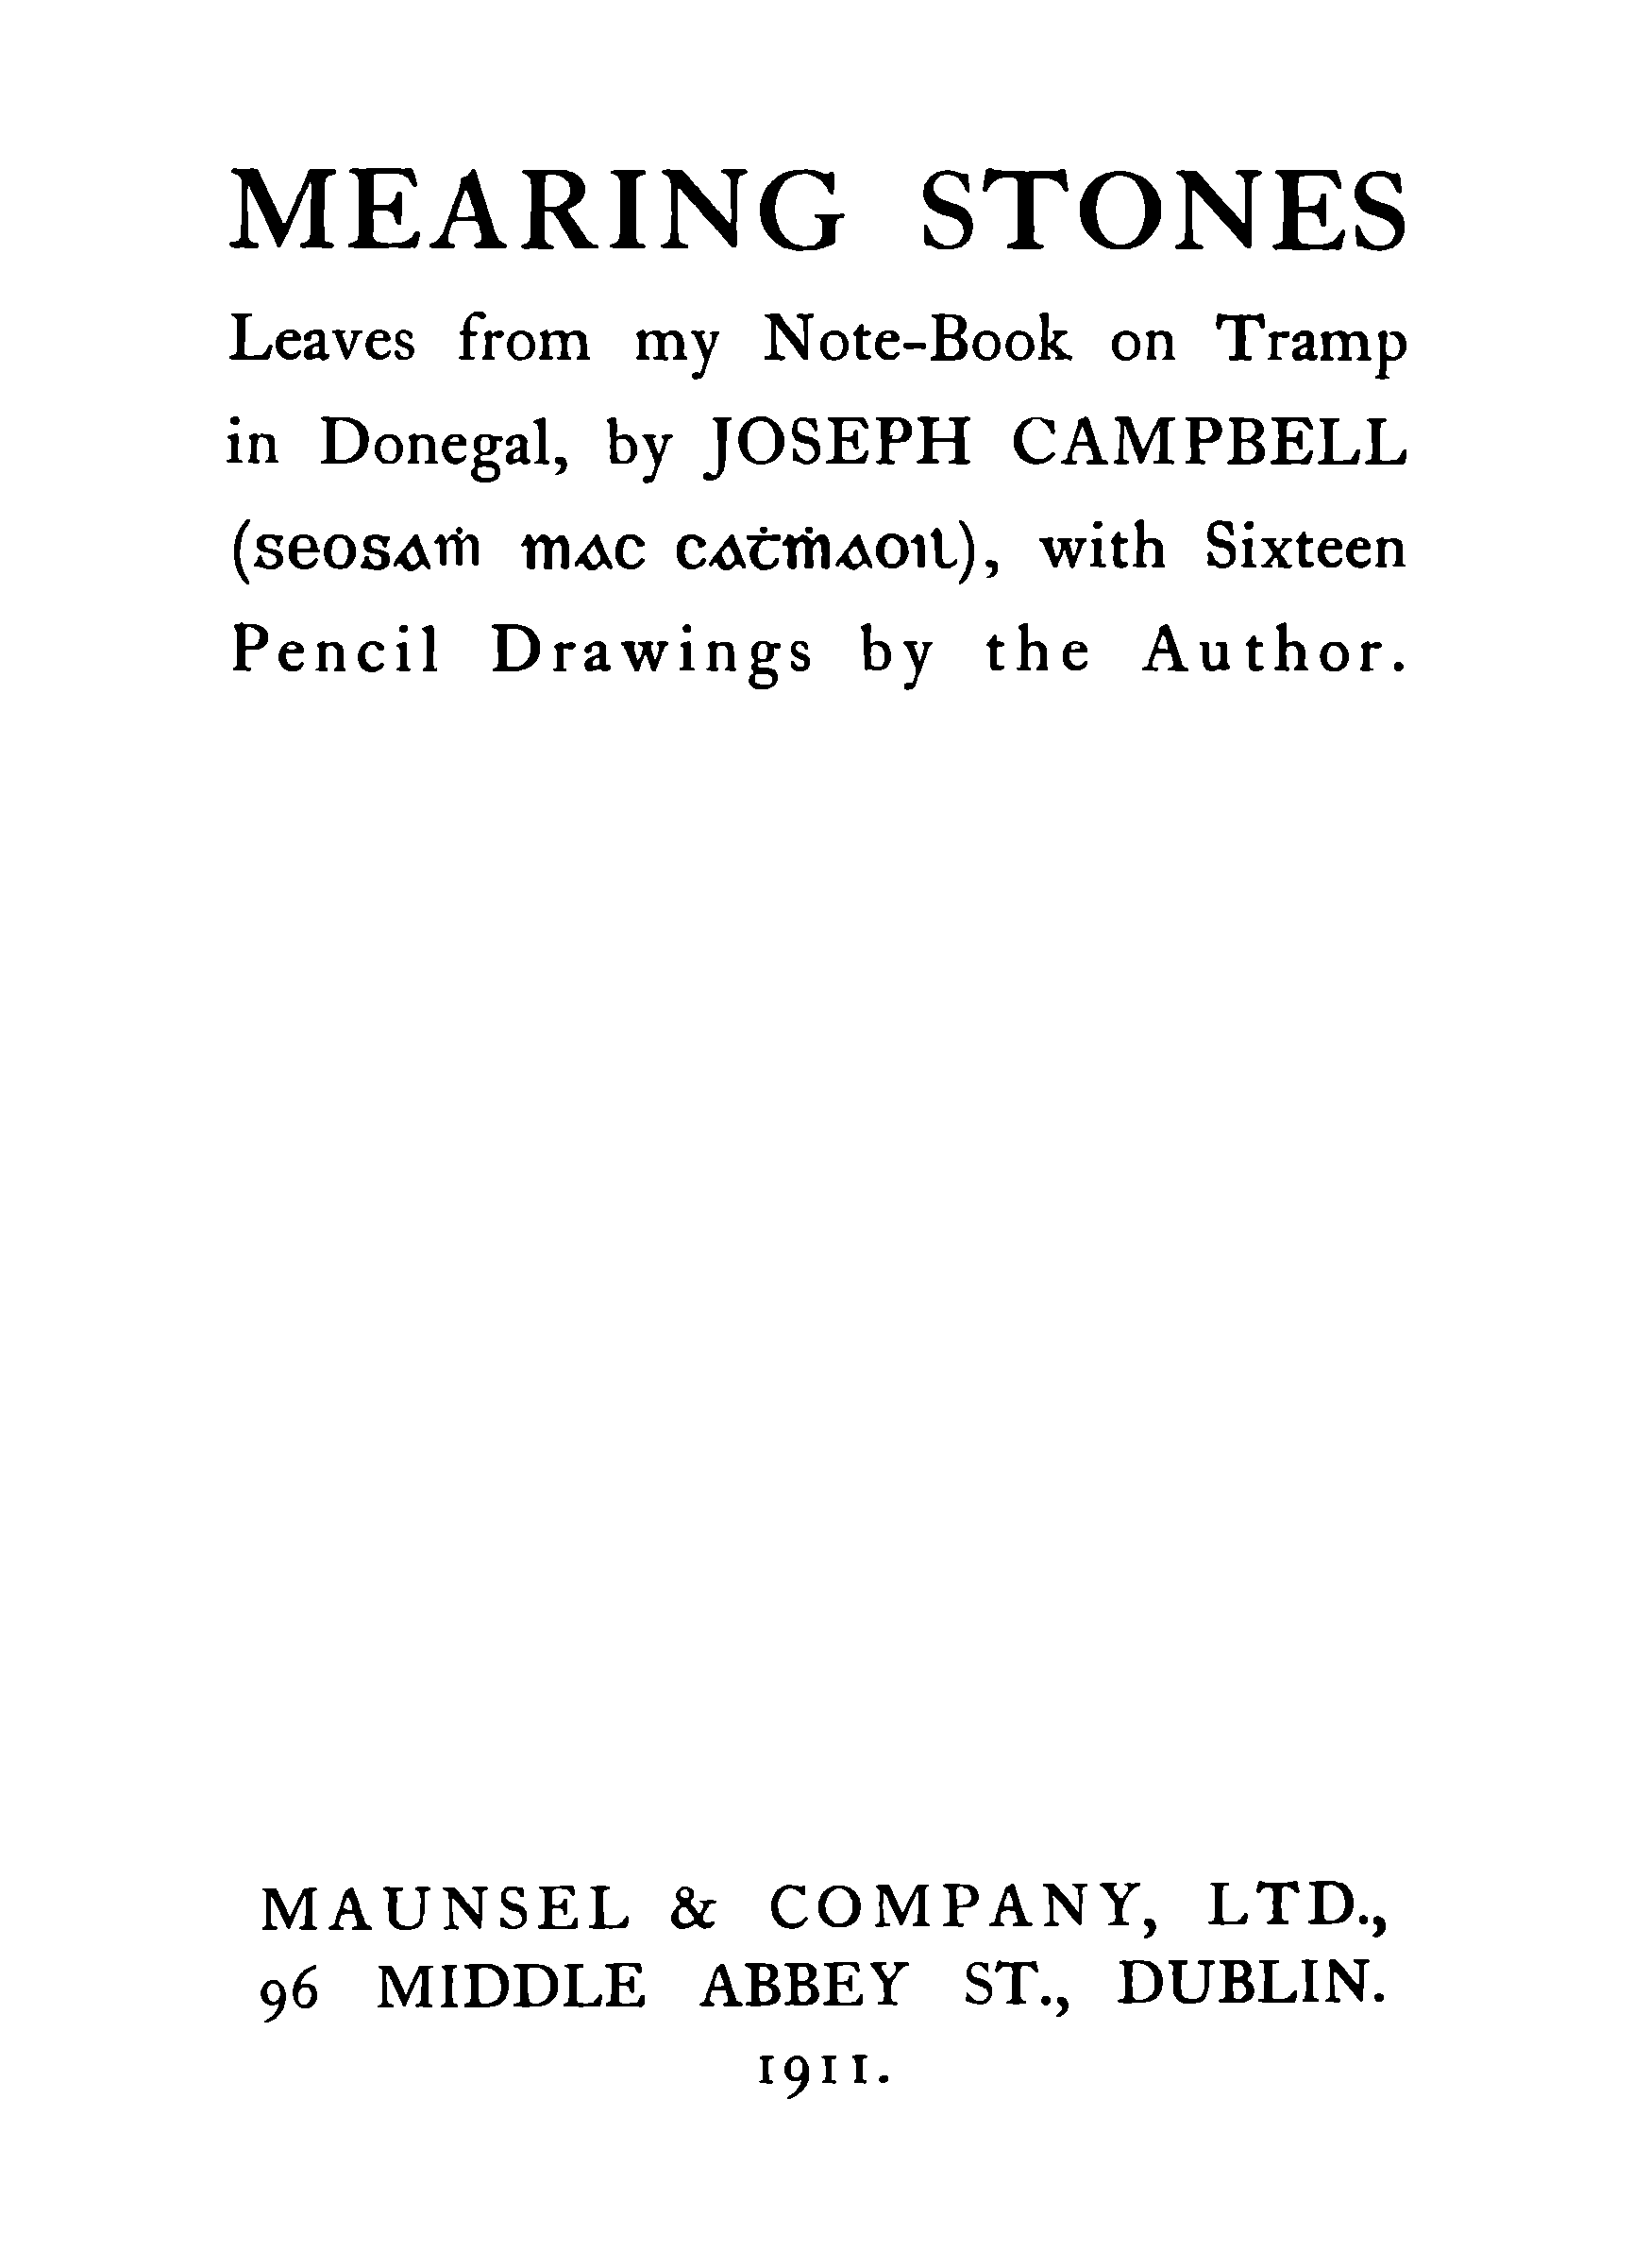 MEARING STONES
Leaves from my Note-Book on Tramp
in Donegal, by JOSEPH CAMPBELL
(seosaṁ mac caṫṁaoil), with Sixteen
Pencil Drawings by the Author.
MAUNSEL & COMPANY, LTD.,
96 MIDDLE ABBEY ST., DUBLIN.
1911.